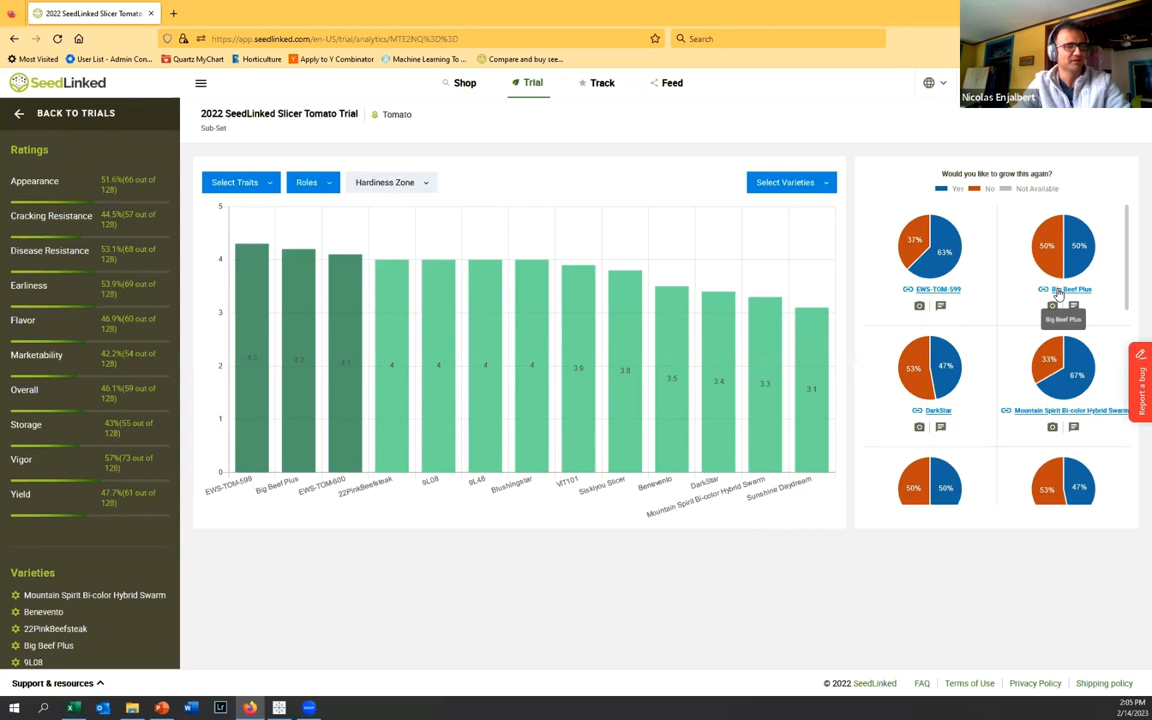 2022 SeedLinked Slicer Tomato
https://app.seedlinked.com/en-US/trial/analytics/MTE2NQ%3D%3D
Search
Most Visited
User List - Admin Con...
Quartz MyChart
Horticulture
Apply to Y Combinator
Machine Learning To ...
Compare and buy see...
Nicolas Enjalbert
SeedLinked
Shop
Trial
Track
Feed
BACK TO TRIALS
2022 SeedLinked Slicer Tomato Trial
Tomato
Sub-Set
Ratings
Appearance
51.6%(66 out of
128)
Cracking Resistance
44.5%(57 out of
128)
Disease Resistance
53.1%(68 out of
128)
Earliness
53.9%(69 out of
128)
Flavor
46.9%(60 out of
128)
Marketability
42.2%(54 out of
128)
Overall
46.1%(59 out of
128)
Storage
43%(55 out of
128)
Vigor
57%(73 out of
128)
Yield
47.7%(61 out of
128)
Varieties
Mountain Spirit Bi-color Hybrid Swarm
Benevento
22PinkBeefsteak
Big Beef Plus
9L08
Select Traits
Roles
Hardiness Zone
Select Varieties
5
4
3
2
1
0
4.3
4.2
4.1
4
4
4
4
3.9
3.8
3.5
3.4
3.3
3.1
EWS-TOM-599
Big Beef Plus
EWS-TOM-600
22PinkBeefsteak
9L08
9L48
Blushingstar
VIT101
Siskiyou Slicer
Benevento
DarkStar
Mountain Spirit Bi-color Hybrid Swarm
Sunshine Daydream
Would you like to grow this again?
Yes
No
Not Available
37%
63%
50%
50%
EWS-TOM-599
Big Beef Plus
Big Beef Plus
53%
47%
33%
67%
DarkStar
Mountain Spirit Bi-color Hybrid Swarm
50%
50%
53%
47%
Report a bug
Support & resources
© 2022 SeedLinked
FAQ
Terms of Use
Privacy Policy
Shipping policy
2:05 PM
2/14/2023